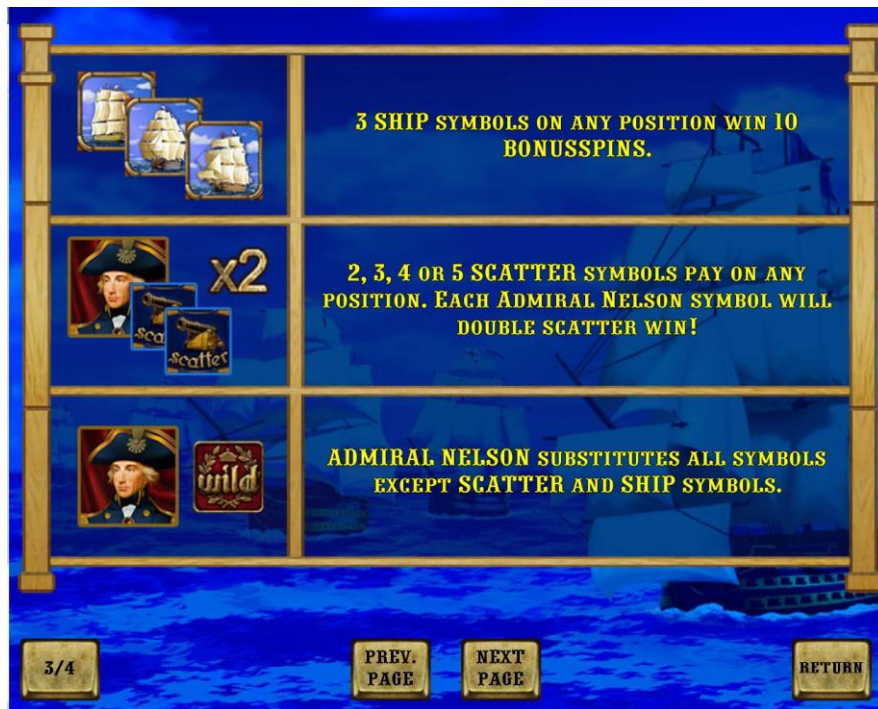 3 SHIP SYMBOLS ON ANY POSITION WIN 10
BONUSSPINS.
x2
scatter
scatter
2, 3, 4 OR 5 SCATTER SYMBOLS PAY ON ANY
POSITION. EACH ADMIRAL NELSON SYMBOL WILL
DOUBLE SCATTER WIN!
wild
ADMIRAL NELSON SUBSTITUTES ALL SYMBOLS
EXCEPT SCATTER AND SHIP SYMBOLS.
3/4
PREV.
PAGE
NEXT
PAGE
RETURN